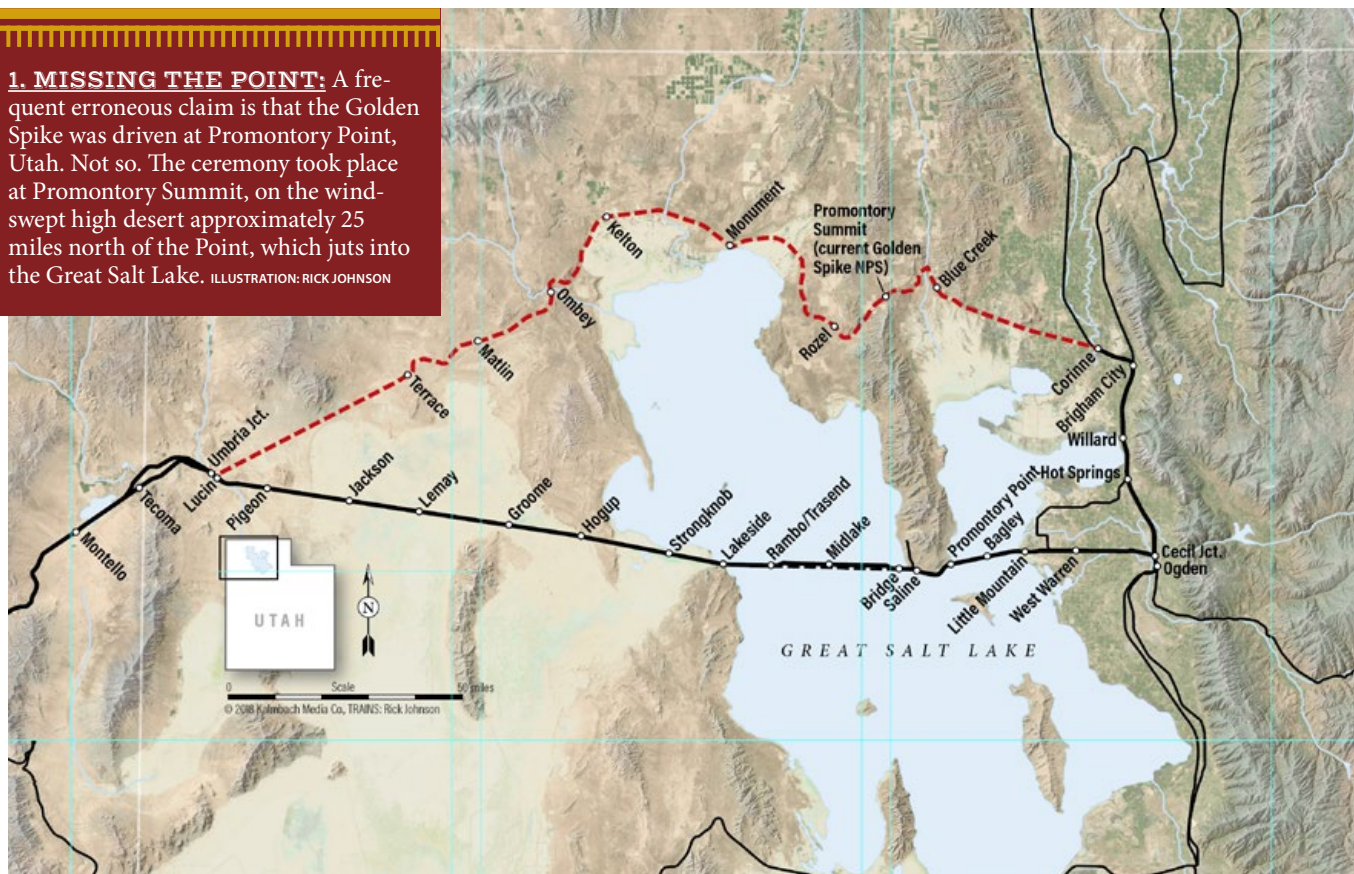 1. MISSING THE POINT: A fre-
quent erroneous claim is that the Golden
Spike was driven at Promontory Point,
Utah. Not so. The ceremony took place
at Promontory Summit, on the wind-
swept high desert approximately 25
miles north of the Point, which juts into
the Great Salt Lake. ILLUSTRATION: RICK JOHNSON
Kelton
Monument
Promontory
Summit
(current Golden
Spike NPS)
Blue Creek
Ombey
Rozel
Matlin
Terrace
Corinne
Brigham City
Umbria Jct.
Lucin
Tecoma
Montello
Pigeon
Jackson
Lemay
Groome
Hogup
Strongknob
Lakeside
Rambo/Trasend
Midlake
Bridge
Saline
Promontory Point
Bagley
Little Mountain
West Warren
Willard
Hot Springs
Cecil Jct.
Ogden
UTAH
N
GREAT SALT LAKE
0 Scale 50 miles
© 2018 Kalmbach Media Co, TRAINS: Rick Johnson